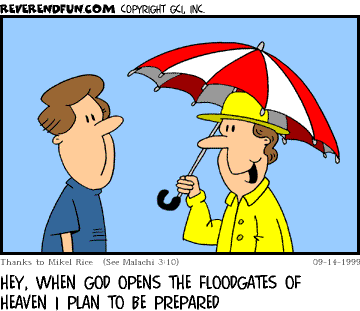 REVERENDFUN.COM COPYRIGHT GCI, INC.
Thanks to Mikel Rice (See Malachi 3:10) 09-14-1999
HEY, WHEN GOD OPENS THE FLOODGATES OF
HEAVEN I PLAN TO BE PREPARED